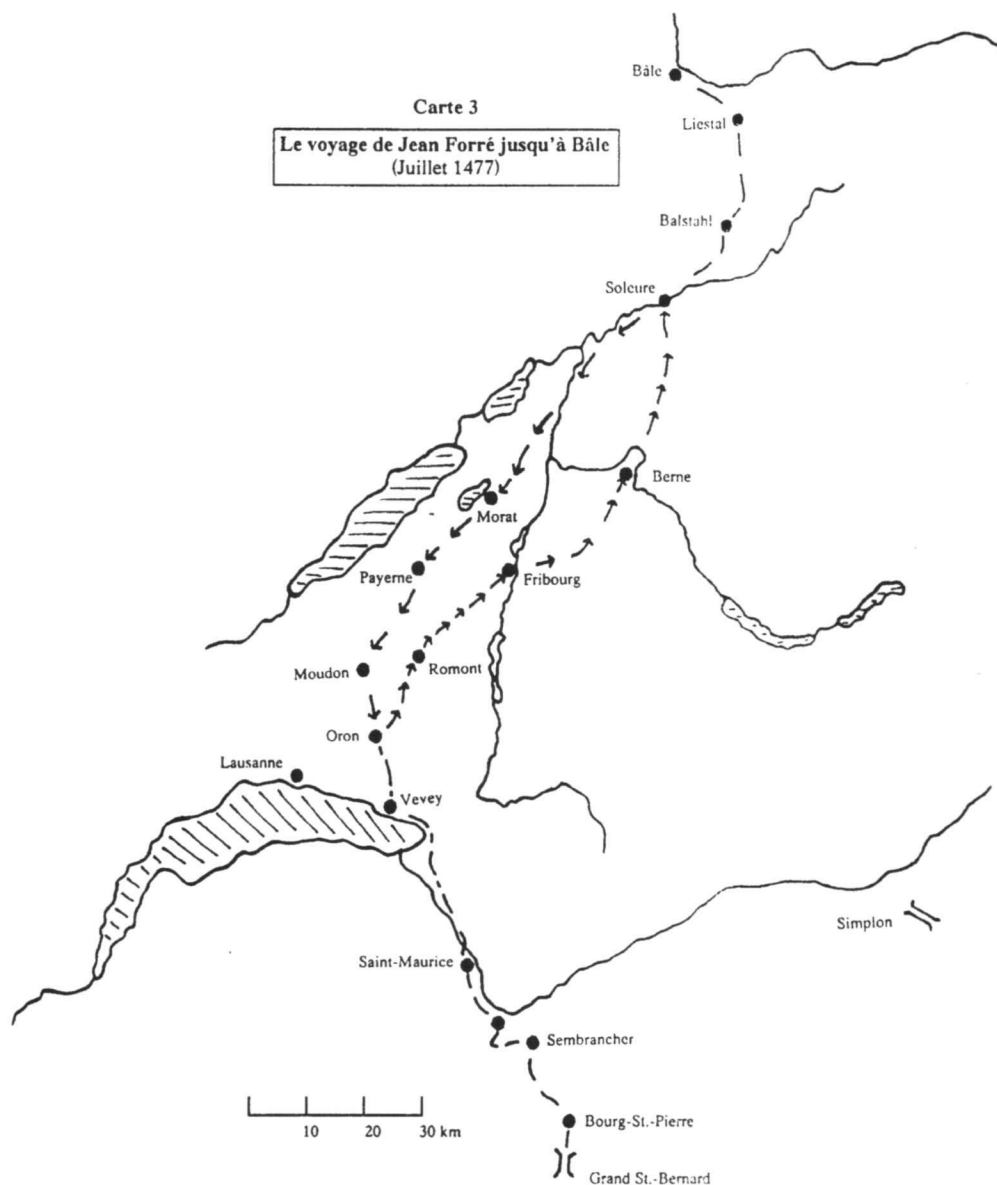 Carte 3
Le voyage de Jean Forré jusqu'à Bâle
(Juillet 1477)
Bâle
Liestal
Balstahl
Soleure
Berne
Morat
Payerne
Fribourg
Moudon
Romont
Oron
Lausanne
Vevey
Simplon
Saint-Maurice
Sembrancher
10 20 30 km
Bourg-St.-Pierre
Grand St.-Bernard